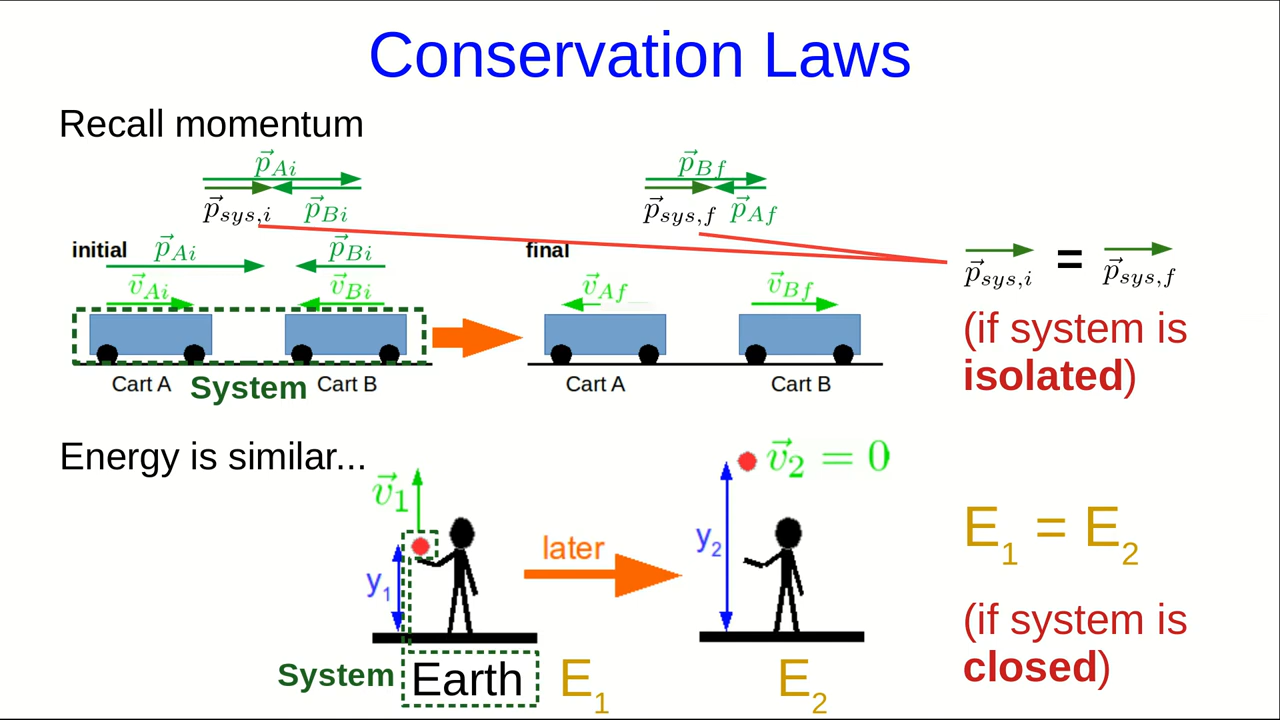 Conservation Laws
Recall momentum
p⃗_Ai
p⃗_sys,i p⃗_Bi
p⃗_Bf
p⃗_sys,f p⃗_Af
initial p⃗_Ai p⃗_Bi
v⃗_Ai v⃗_Bi
Cart A System Cart B
final
v⃗_Af v⃗_Bf
Cart A Cart B
p⃗_sys,i = p⃗_sys,f
(if system is
isolated)
Energy is similar...
v⃗_1
y_1
System Earth E_1
later
v⃗_2 = 0
y_2
E_2
E_1 = E_2
(if system is
closed)